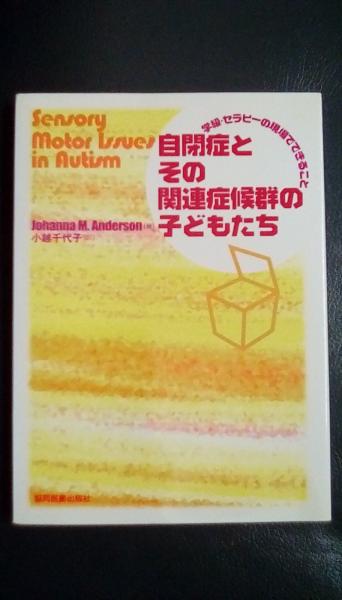 Sensory
Motor Issues
in Autism
学級・セラピーの現場でできること
自閉症と
その
関連症候群の
子どもたち
Johanna M. Anderson
小越千代子
協同医書出版社